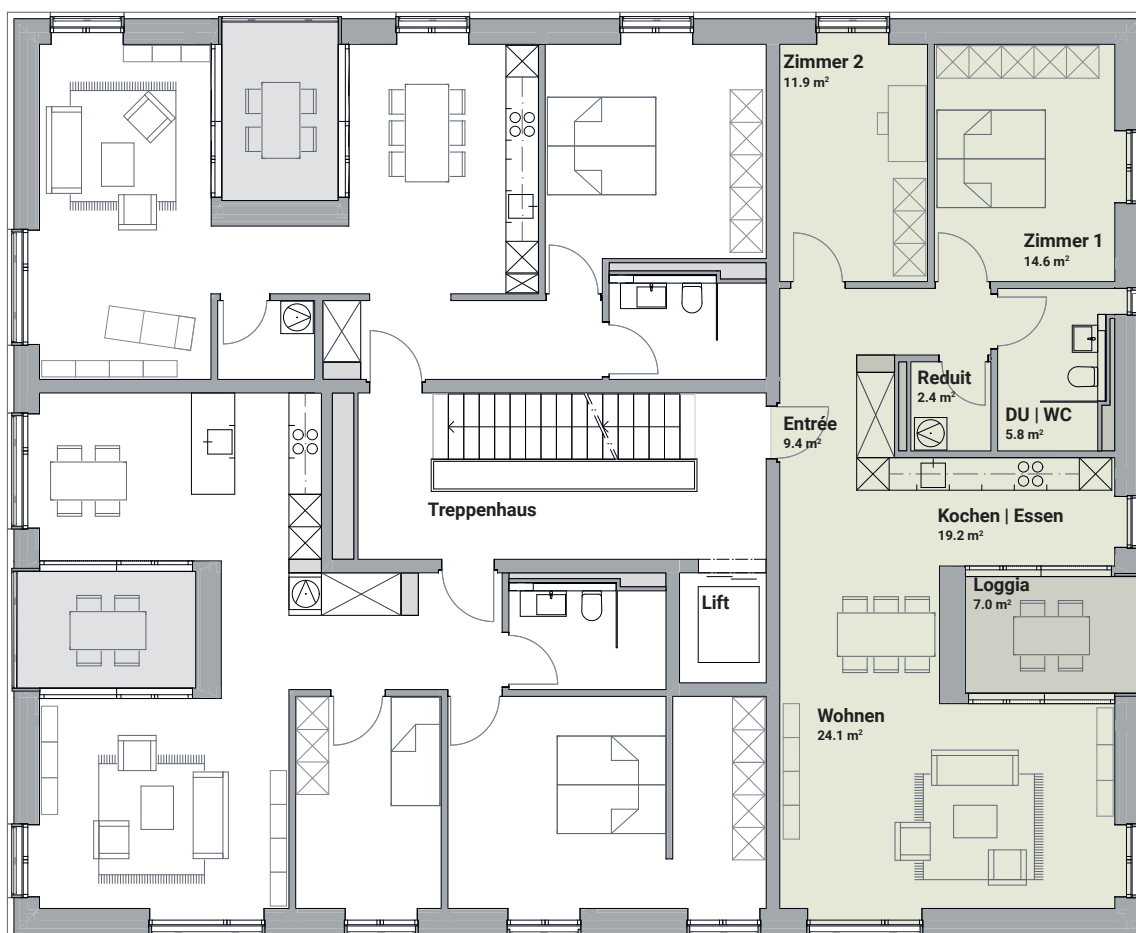 Zimmer 2
11.9 m²
Zimmer 1
14.6 m²
Reduit
2.4 m²
DU | WC
5.8 m²
Entrée
9.4 m²
Treppenhaus
Kochen | Essen
19.2 m²
Loggia
7.0 m²
Lift
Wohnen
24.1 m²